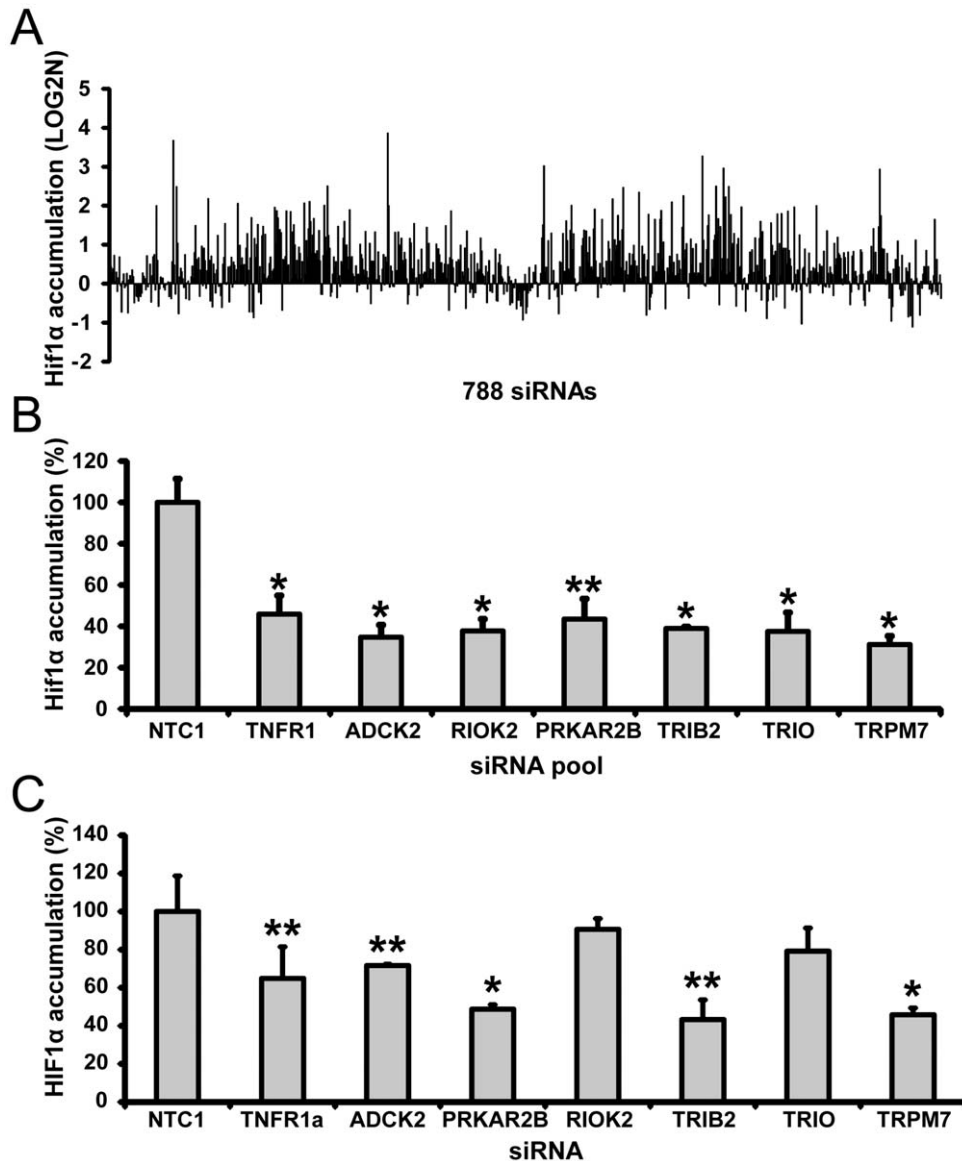 A
Hif1α accumulation (LOG2N)
5
4
3
2
1
0
-1
-2
788 siRNAs
B
Hif1α accumulation (%)
120
100
80
60
40
20
0
* * * ** * * *
NTC1 TNFR1 ADCK2 RIOK2 PRKAR2B TRIB2 TRIO TRPM7
siRNA pool
C
HIF1α accumulation (%)
140
120
100
80
60
40
20
0
** ** * ** *
NTC1 TNFR1a ADCK2 PRKAR2B RIOK2 TRIB2 TRIO TRPM7
siRNA